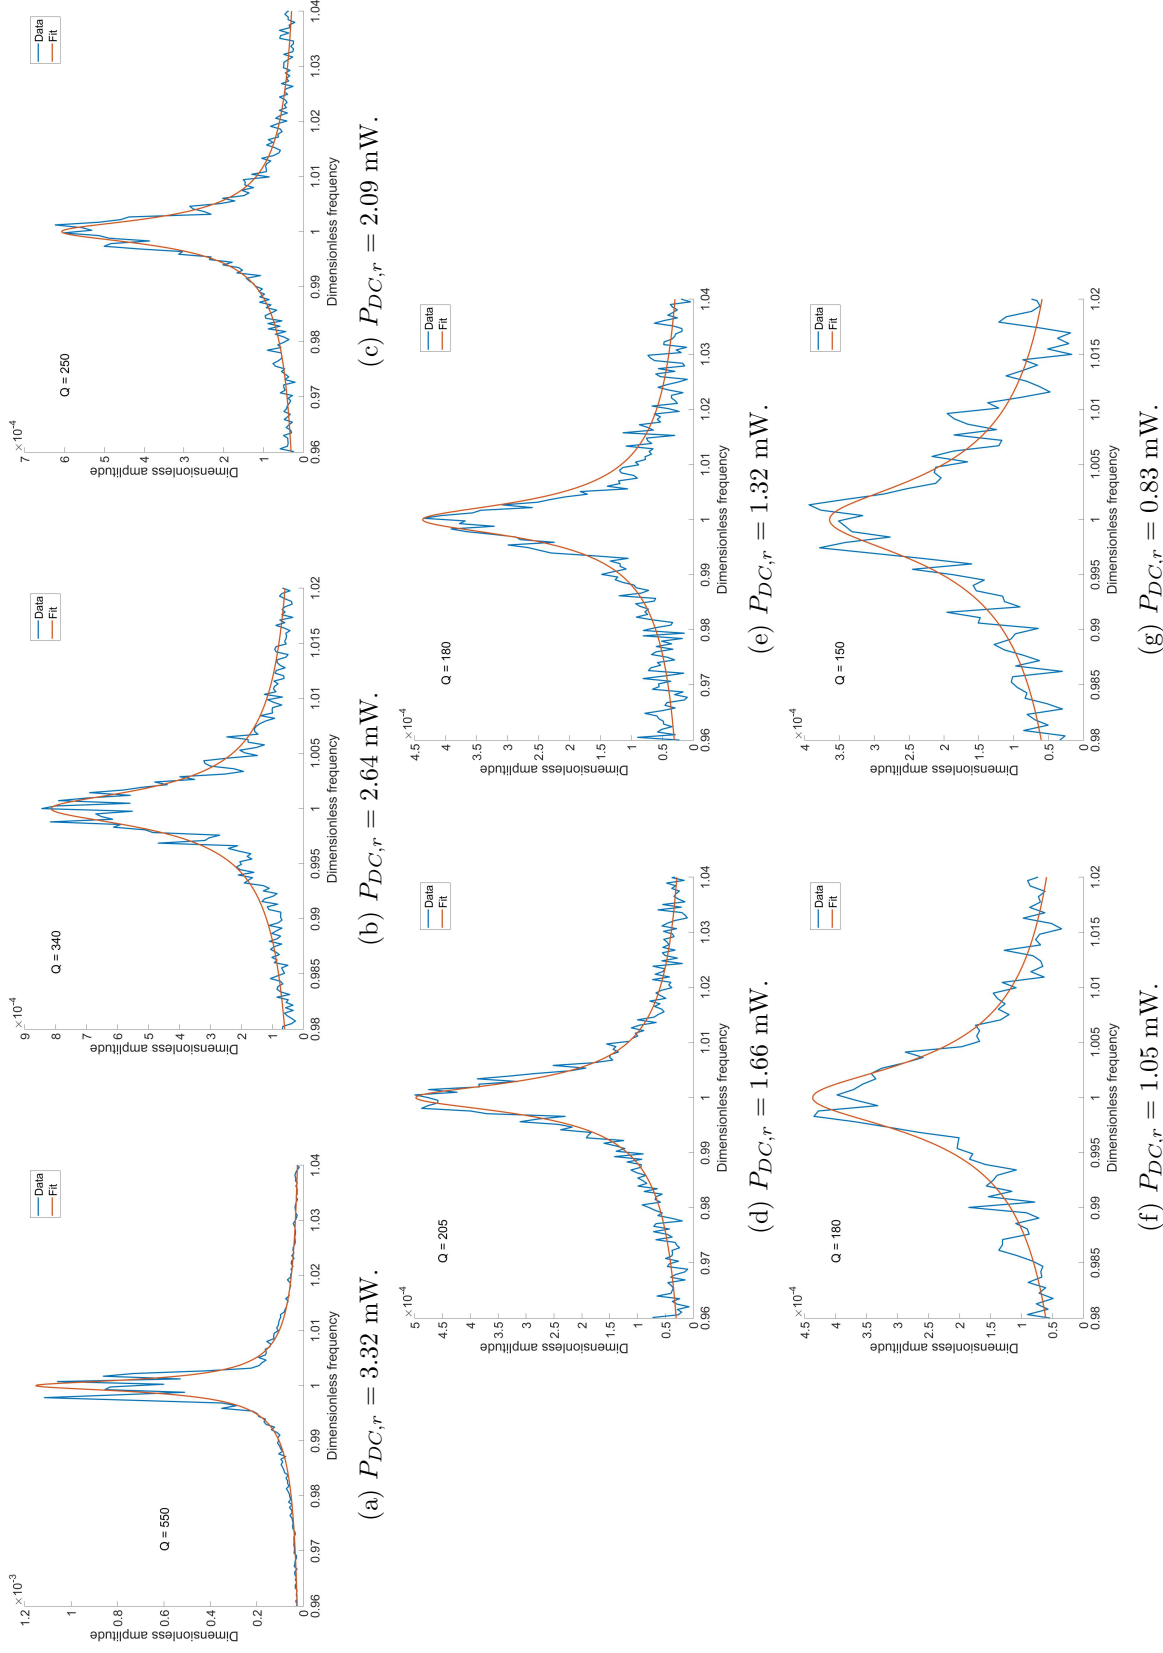 ×10⁻³
1.2
1
0.8
0.6
0.4
0.2
0
Dimensionless amplitude
Q = 550
Data
Fit
0.96 0.97 0.98 0.99 1 1.01 1.02 1.03 1.04
Dimensionless frequency
(a) P_{DC,r} = 3.32 mW.
×10⁻⁴
9
8
7
6
5
4
3
2
1
0
Dimensionless amplitude
Q = 340
Data
Fit
0.98 0.985 0.99 0.995 1 1.005 1.01 1.015 1.02
Dimensionless frequency
(b) P_{DC,r} = 2.64 mW.
×10⁻⁴
7
6
5
4
3
2
1
0
Dimensionless amplitude
Q = 250
Data
Fit
0.96 0.97 0.98 0.99 1 1.01 1.02 1.03 1.04
Dimensionless frequency
(c) P_{DC,r} = 2.09 mW.
×10⁻⁴
5
4.5
4
3.5
3
2.5
2
1.5
1
0.5
0
Dimensionless amplitude
Q = 205
Data
Fit
0.96 0.97 0.98 0.99 1 1.01 1.02 1.03 1.04
Dimensionless frequency
(d) P_{DC,r} = 1.66 mW.
×10⁻⁴
4.5
4
3.5
3
2.5
2
1.5
1
0.5
0
Dimensionless amplitude
Q = 180
Data
Fit
0.96 0.97 0.98 0.99 1 1.01 1.02 1.03 1.04
Dimensionless frequency
(e) P_{DC,r} = 1.32 mW.
×10⁻⁴
4.5
4
3.5
3
2.5
2
1.5
1
0.5
0
Dimensionless amplitude
Q = 180
Data
Fit
0.98 0.985 0.99 0.995 1 1.005 1.01 1.015 1.02
Dimensionless frequency
(f) P_{DC,r} = 1.05 mW.
×10⁻⁴
4
3.5
3
2.5
2
1.5
1
0.5
0
Dimensionless amplitude
Q = 150
Data
Fit
0.98 0.985 0.99 0.995 1 1.005 1.01 1.015 1.02
Dimensionless frequency
(g) P_{DC,r} = 0.83 mW.